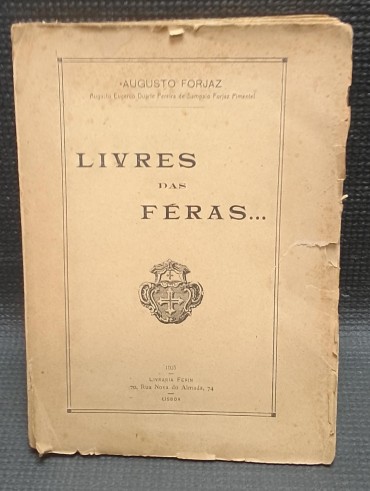 AUGUSTO FORJAZ
Augusto Eugenio Duarte Pereira de Sampaio Forjaz Pimentel
LIVRES
DAS
FÉRAS...
LIVRARIA FERIN
70, Rua Nova do Almada, 74
LISBOA